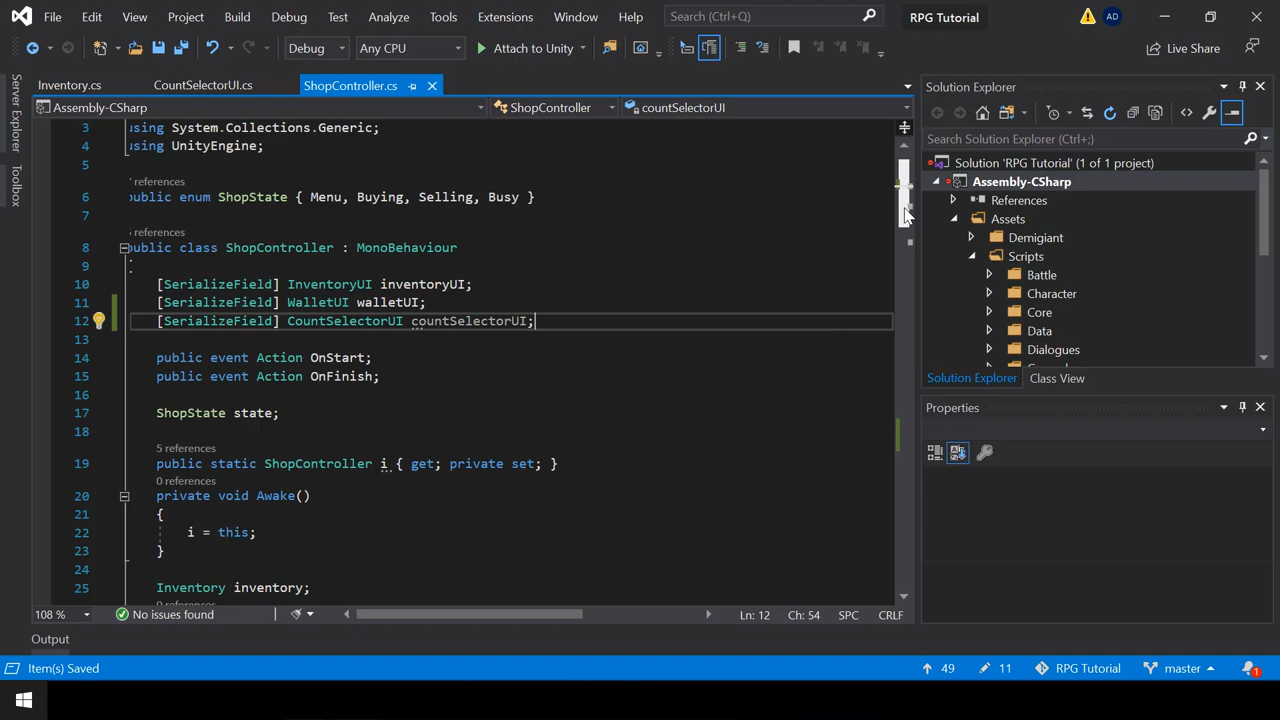 File Edit View Project Build Debug Test Analyze Tools Extensions Window Help Search (Ctrl+Q) RPG Tutorial AD
Debug Any CPU Attach to Unity Live Share
Inventory.cs CountSelectorUI.cs ShopController.cs
Assembly-CSharp ShopController countSelectorUI
Server Explorer
Toolbox
3 using System.Collections.Generic;
4 using UnityEngine;
5
references
6 public enum ShopState { Menu, Buying, Selling, Busy }
7
references
8 public class ShopController : MonoBehaviour
9 {
10 [SerializeField] InventoryUI inventoryUI;
11 [SerializeField] WalletUI walletUI;
12 [SerializeField] CountSelectorUI countSelectorUI;
13
14 public event Action OnStart;
15 public event Action OnFinish;
16
17 ShopState state;
18
5 references
19 public static ShopController i { get; private set; }
0 references
20 private void Awake()
21 {
22 i = this;
23 }
24
25 Inventory inventory;
0 references
108 % No issues found Ln: 12 Ch: 54 SPC CRLF
Output
Solution Explorer
Search Solution Explorer (Ctrl+;)
Solution 'RPG Tutorial' (1 of 1 project)
Assembly-CSharp
References
Assets
Demigiant
Scripts
Battle
Character
Core
Data
Dialogues
Solution Explorer Class View
Properties
Item(s) Saved 49 11 RPG Tutorial master 1